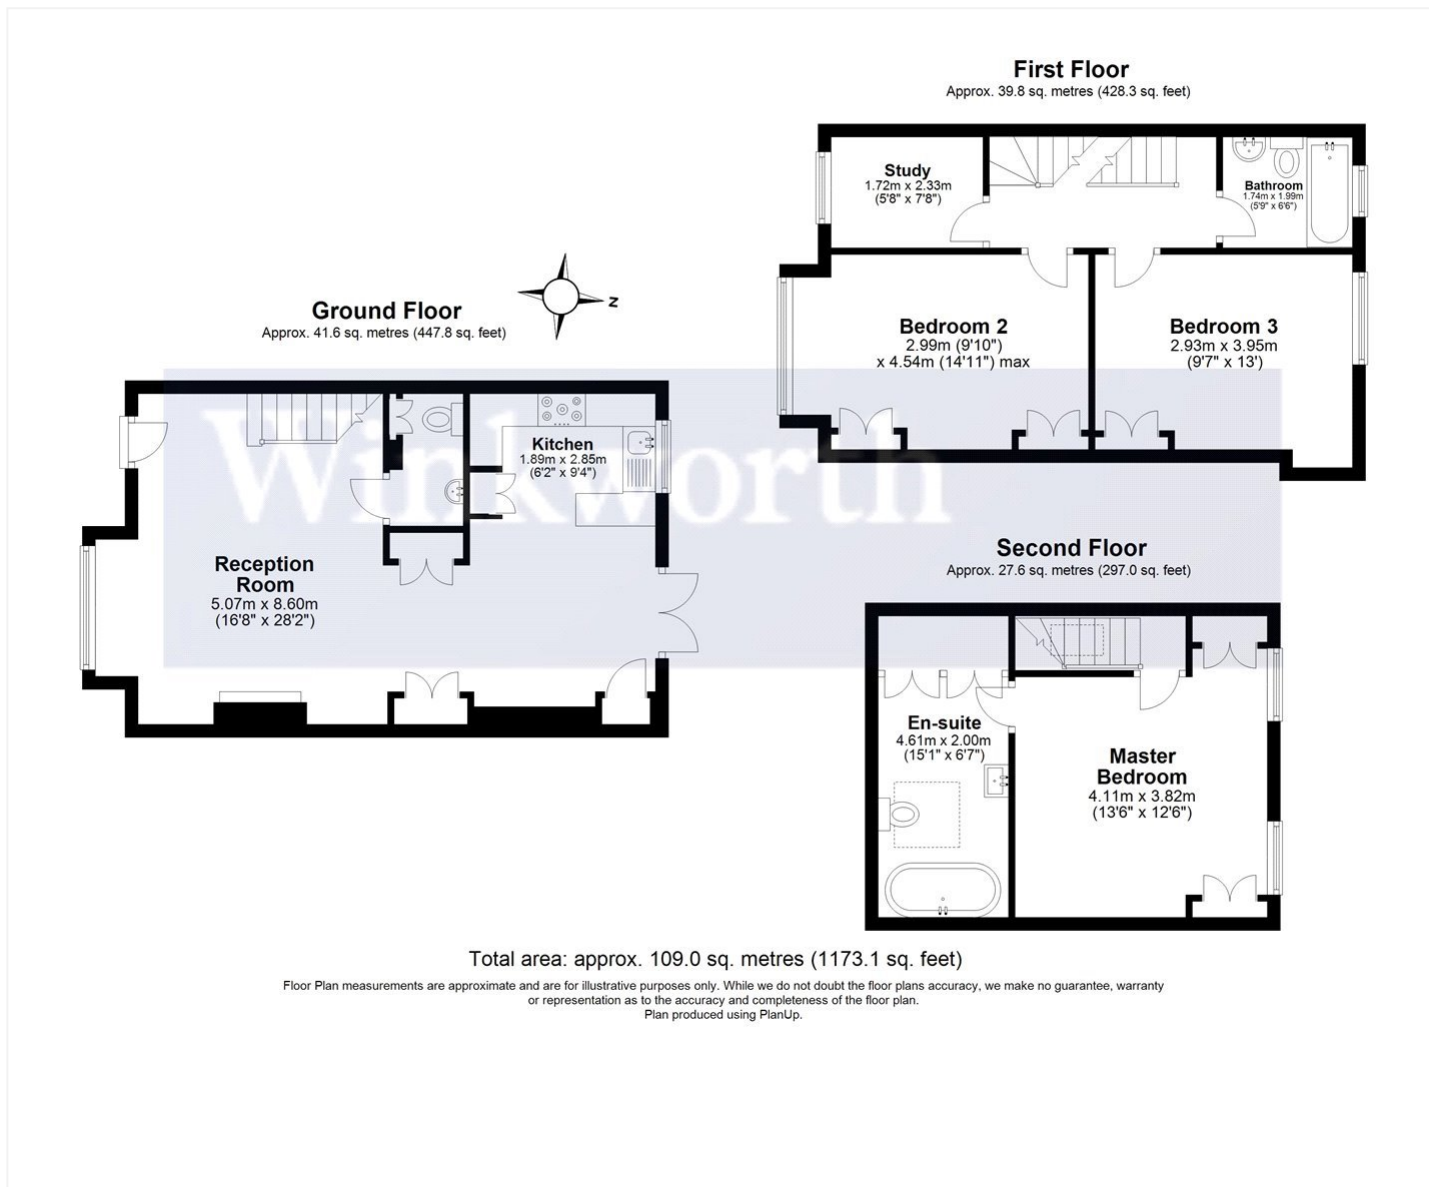 First Floor
Approx. 39.8 sq. metres (428.3 sq. feet)
Study
1.72m x 2.33m
(5'8" x 7'8")
Bathroom
1.74m x 1.99m
(5'9" x 6'6")
Bedroom 2
2.99m (9'10")
x 4.54m (14'11") max
Bedroom 3
2.93m x 3.95m
(9'7" x 13')
N
Ground Floor
Approx. 41.6 sq. metres (447.8 sq. feet)
Kitchen
1.89m x 2.85m
(6'2" x 9'4")
Reception
Room
5.07m x 8.60m
(16'8" x 28'2")
Winkworth
Second Floor
Approx. 27.6 sq. metres (297.0 sq. feet)
En-suite
4.61m x 2.00m
(15'1" x 6'7")
Master
Bedroom
4.11m x 3.82m
(13'6" x 12'6")
Total area: approx. 109.0 sq. metres (1173.1 sq. feet)
Floor Plan measurements are approximate and are for illustrative purposes only. While we do not doubt the floor plans accuracy, we make no guarantee, warranty
or representation as to the accuracy and completeness of the floor plan.
Plan produced using PlanUp.